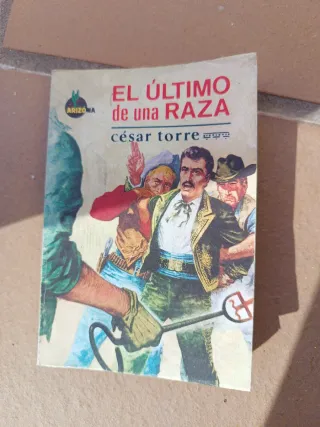 ARIZONA
EL ÚLTIMO
de una RAZA
césar torre